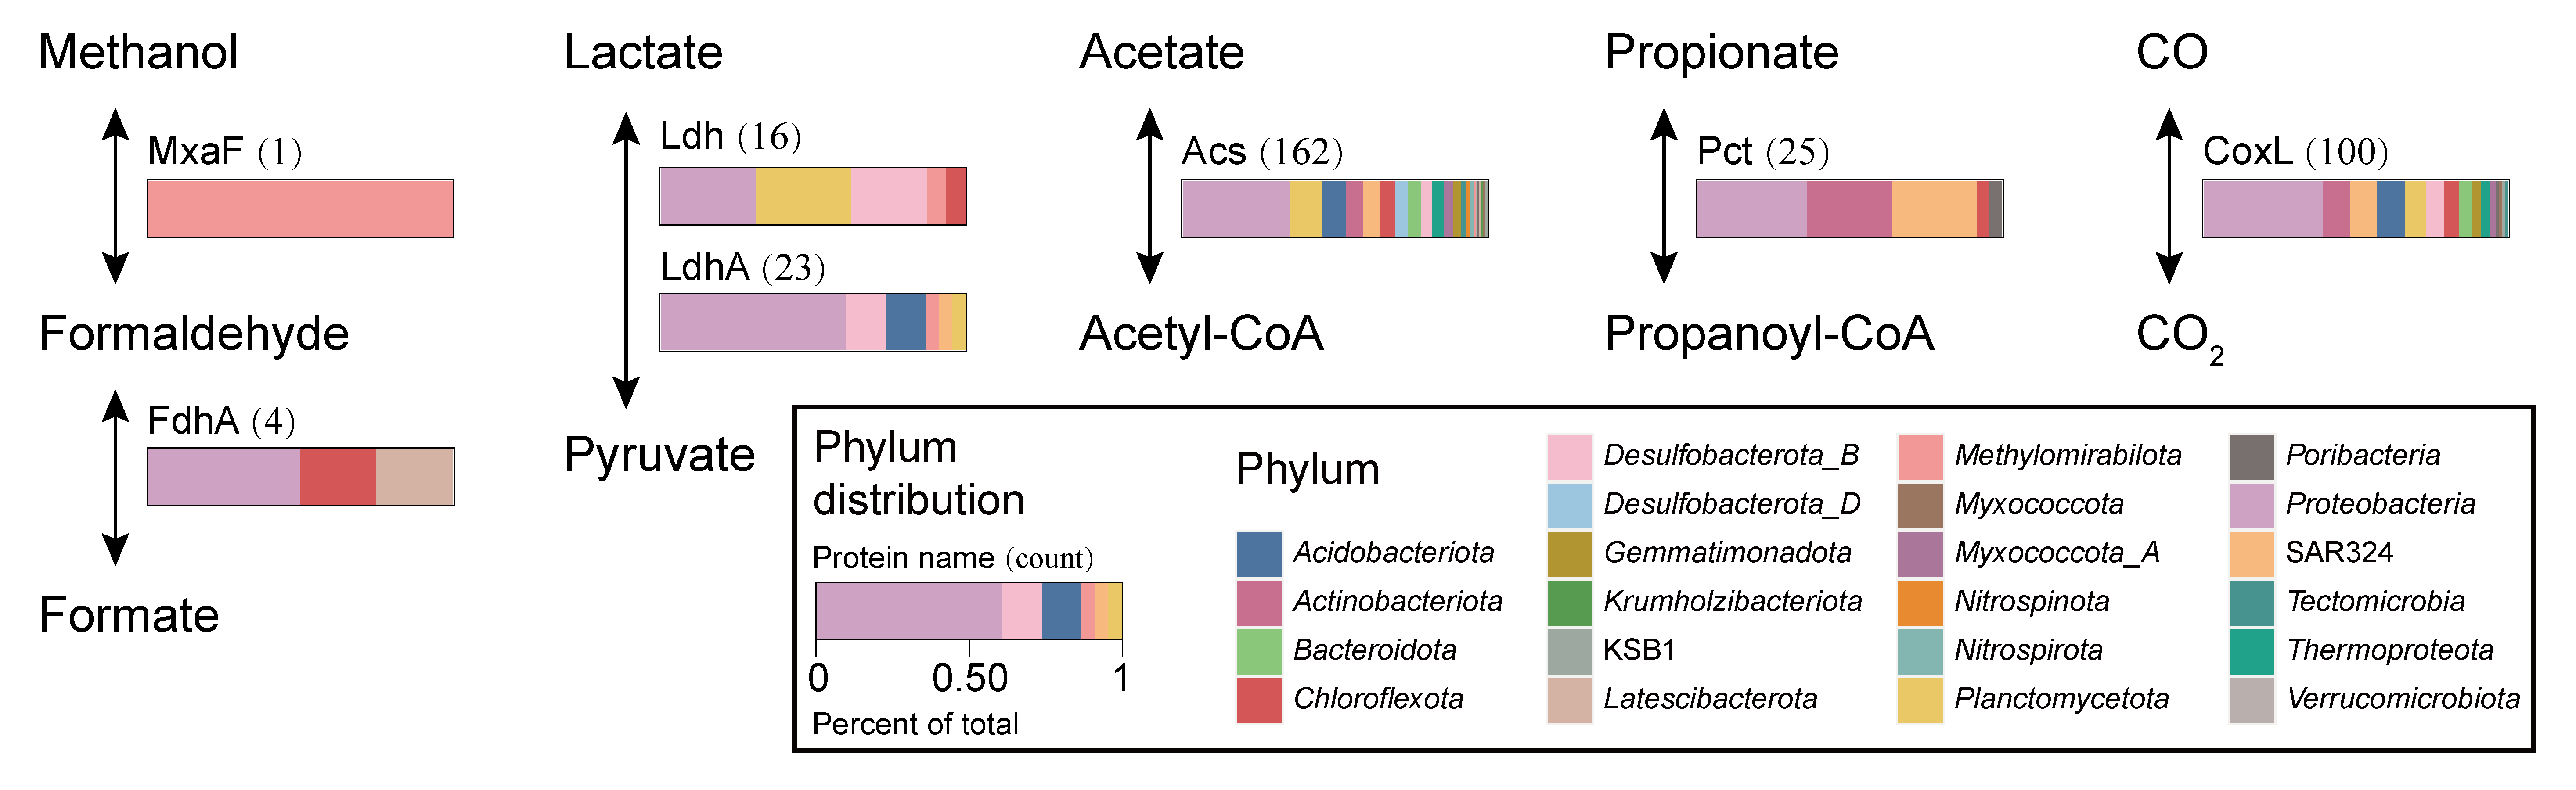 Methanol
MxaF (1)
Formaldehyde
FdhA (4)
Formate
Lactate
Ldh (16)
LdhA (23)
Pyruvate
Acetate
Acs (162)
Acetyl-CoA
Propionate
Pct (25)
Propanoyl-CoA
CO
CoxL (100)
CO₂
Phylum
distribution
Protein name (count)
0 0.50 1
Percent of total
Phylum
Acidobacteriota
Actinobacteriota
Bacteroidota
Chloroflexota
Desulfobacterota_B
Desulfobacterota_D
Gemmatimonadota
Krumholzibacteriota
KSB1
Latescibacterota
Methylomirabilota
Myxococcota
Myxococcota_A
Nitrospinota
Nitrospirota
Planctomycetota
Poribacteria
Proteobacteria
SAR324
Tectomicrobia
Thermoproteota
Verrucomicrobiota